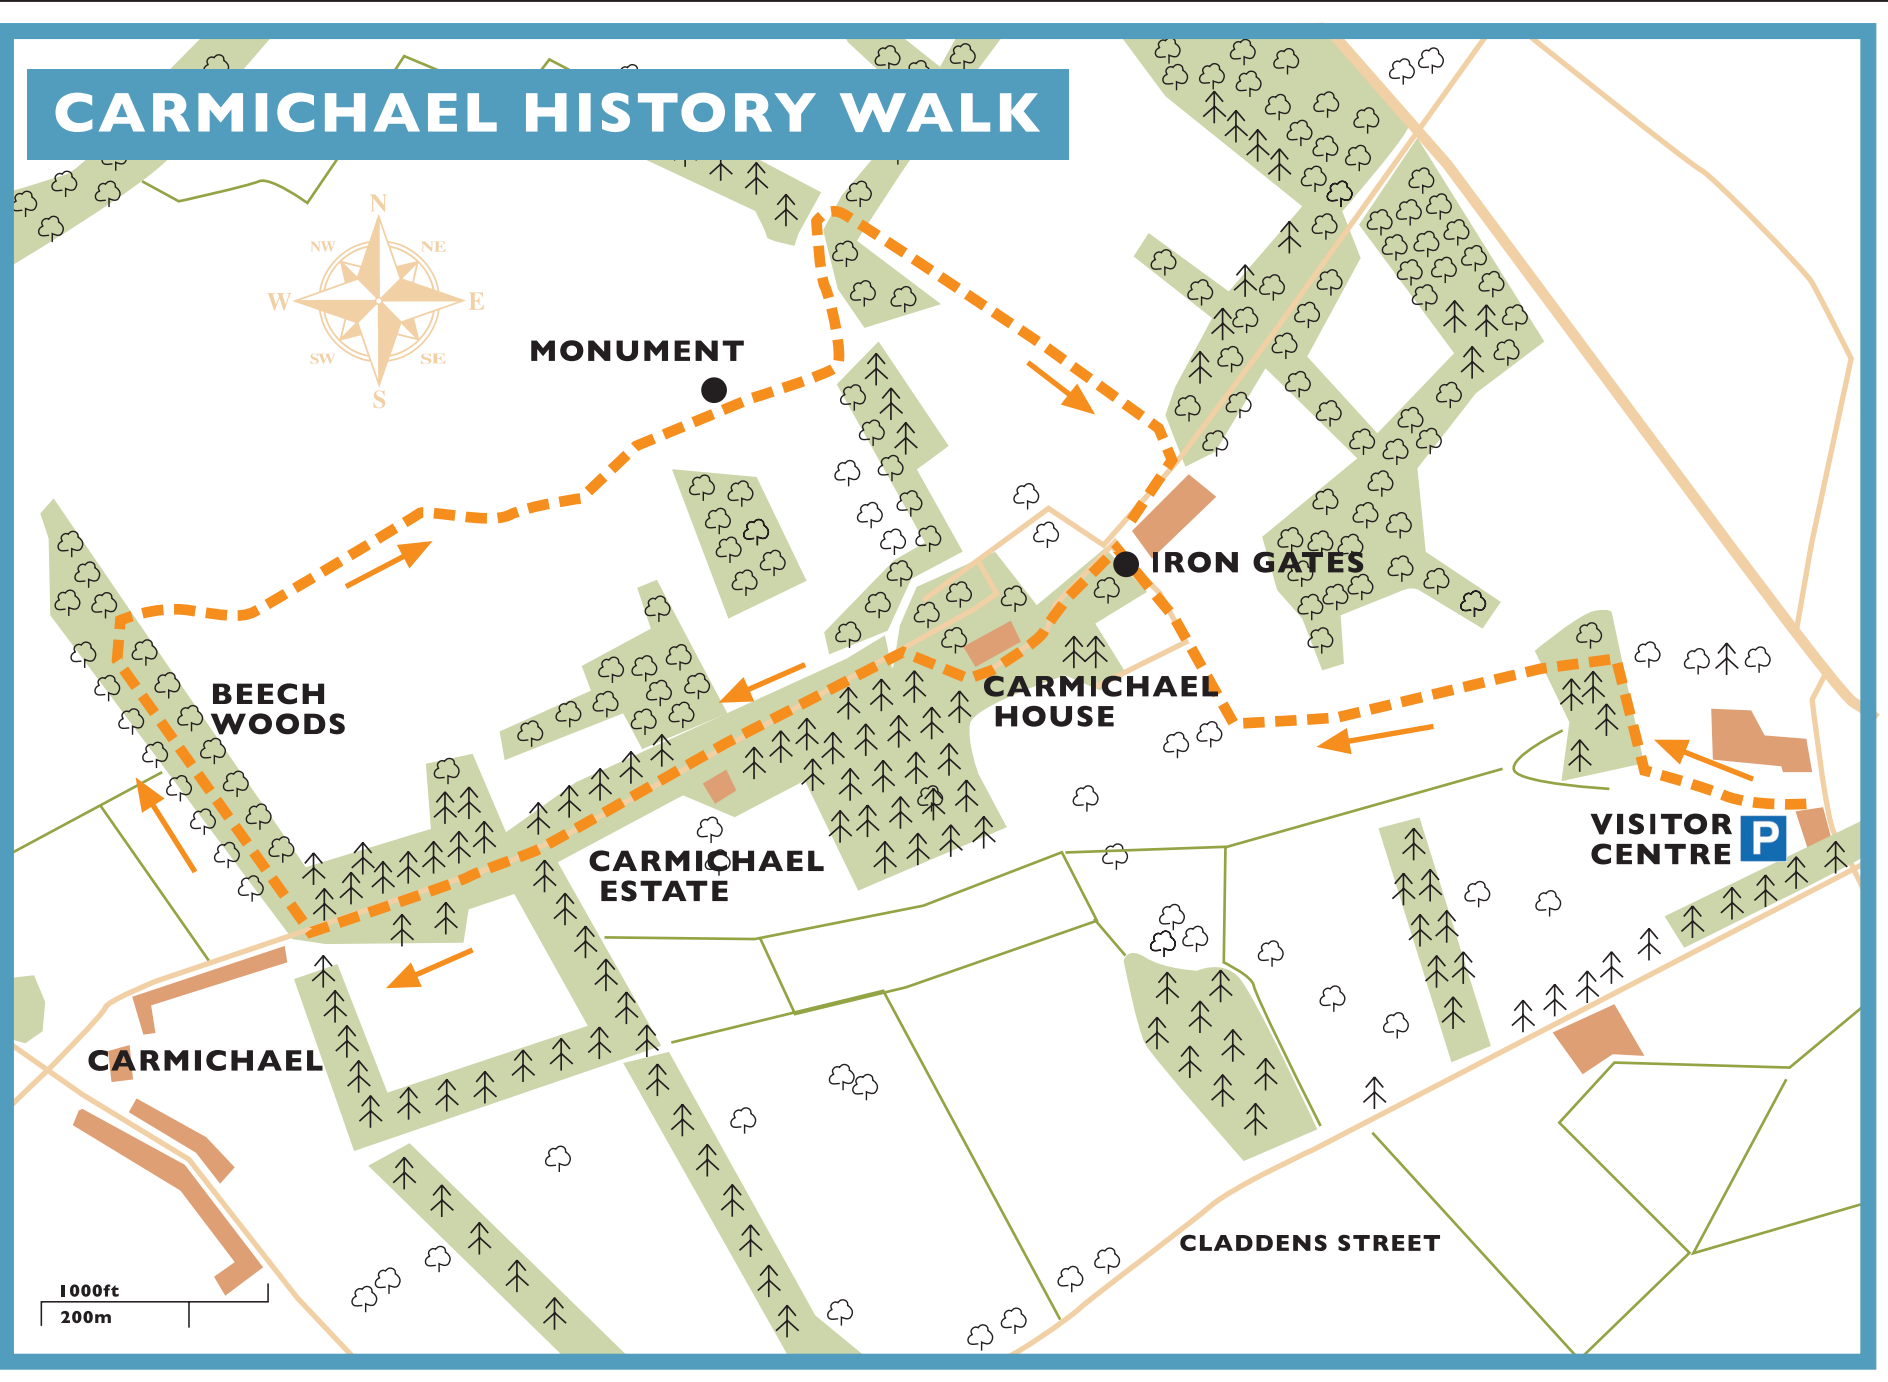 CARMICHAEL HISTORY WALK
N
NW
NE
W
E
SW
SE
S
MONUMENT
IRON GATES
BEECH
WOODS
CARMICHAEL
HOUSE
VISITOR
CENTRE
P
CARMICHAEL
ESTATE
CARMICHAEL
CLADDENS STREET
1000ft
200m